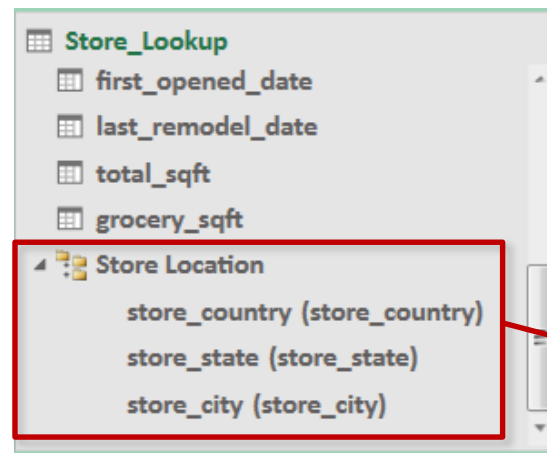 Store_Lookup
first_opened_date
last_remodel_date
total_sqft
grocery_sqft
Store Location
store_country (store_country)
store_state (store_state)
store_city (store_city)